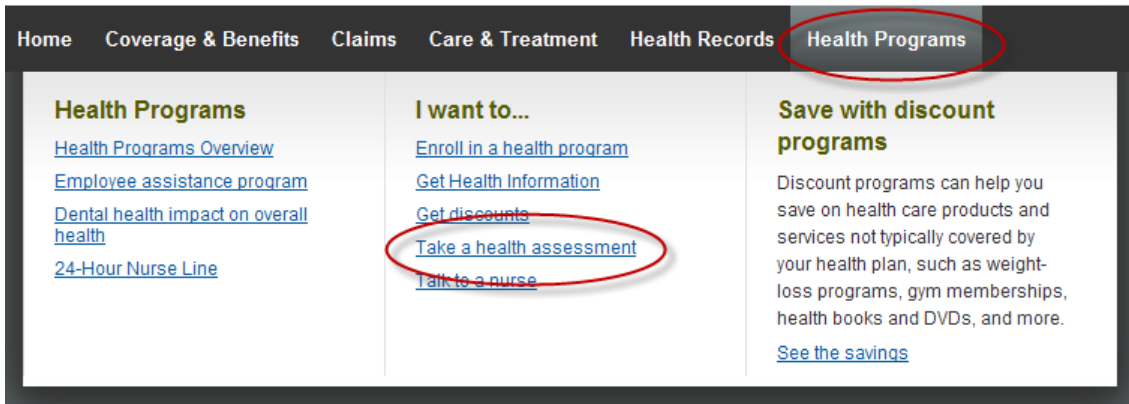 Home Coverage & Benefits Claims Care & Treatment Health Records Health Programs
Health Programs
Health Programs Overview
Employee assistance program
Dental health impact on overall
health
24-Hour Nurse Line
I want to...
Enroll in a health program
Get Health Information
Get discounts
Take a health assessment
Talk to a nurse
Save with discount
programs
Discount programs can help you
save on health care products and
services not typically covered by
your health plan, such as weight-
loss programs, gym memberships,
health books and DVDs, and more.
See the savings